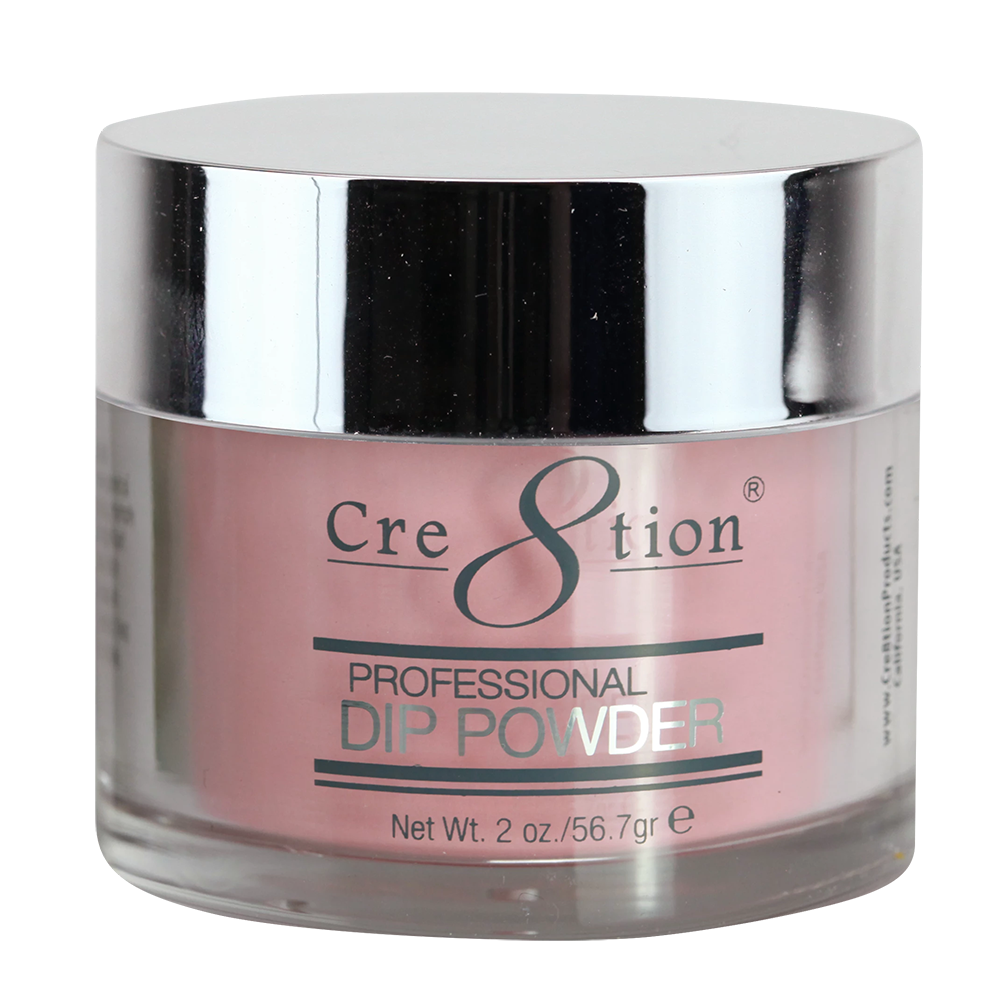 Cre8tion®
PROFESSIONAL
DIP POWDER
Net Wt. 2 oz./56.7gr ℮
www.Cre8tionProducts.com
California, USA